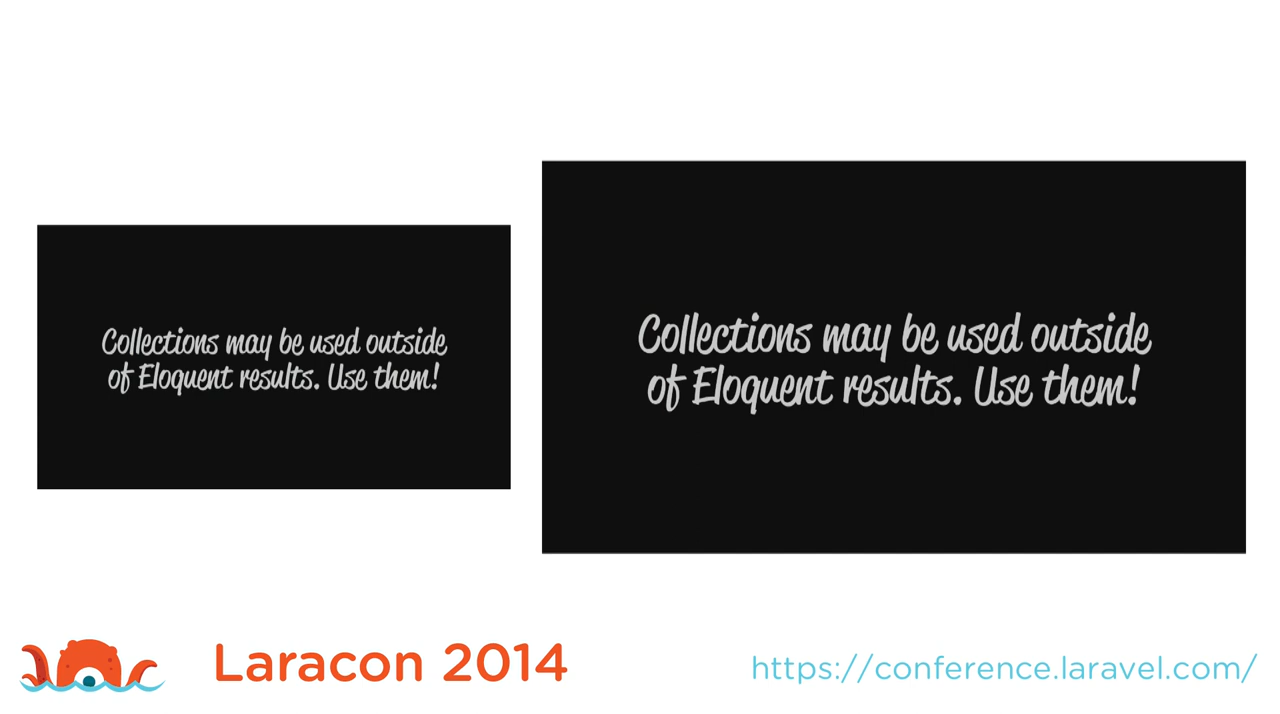 Collections may be used outside
of Eloquent results. Use them!
Collections may be used outside
of Eloquent results. Use them!
Laracon 2014
https://conference.laravel.com/